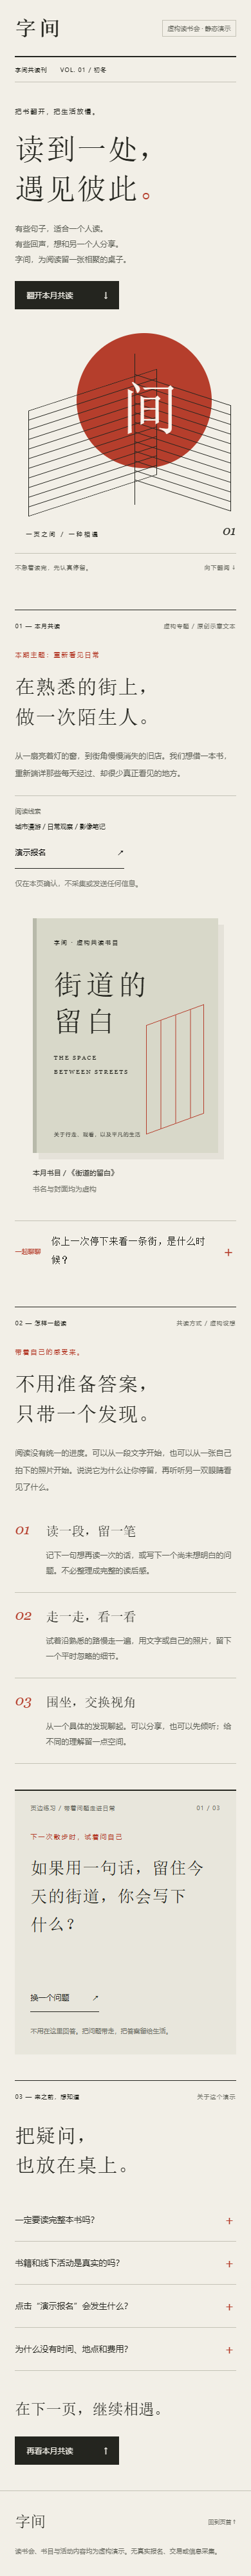 字间
虚构读书会·静态演示
字间共读刊 VOL. 01 / 初冬
把书翻开，把生活放慢。
读到一处，
遇见彼此。
有些句子，适合一个人读。
有些回声，想和另一个人分享。
字间，为阅读留一张相聚的桌子。
翻开本月共读 ↓
间
一页之间 / 一种相遇
01
不急着读完，先认真停留。
向下翻阅 ↓
01 — 本月共读
虚构专题 / 原创示意文本
本期主题：重新看见日常
在熟悉的街上，
做一次陌生人。
从一扇亮着灯的窗，到街角慢慢消失的旧店。我们想借一本书，
重新端详那些每天经过、却很少真正看见的地方。
阅读线索
城市漫游 / 日常观察 / 影像笔记
演示报名 ↗
仅在本页确认，不采集或发送任何信息。
字间 · 虚构共读书目
街道的
留白
THE SPACE
BETWEEN STREETS
关于行走、观看，以及平凡的生活
本月书目 / 《街道的留白》
书名与封面均为虚构
一起聊聊
你上一次停下来看一条街，是什么时
候？
+
02 — 怎样一起读
共读方式 / 虚构设想
带着自己的感受来。
不用准备答案，
只带一个发现。
阅读没有统一的进度。可以从一段文字开始，也可以从一张自己
拍下的照片开始。说说它为什么让你停留，再听听另一双眼睛看
见了什么。
01 读一段，留一笔
记下一句想再读一次的话，或写下一个尚未想明白的问
题。不必整理成完整的读后感。
02 走一走，看一看
试着沿熟悉的路慢走一遍，用文字或自己的照片，留下
一个平时忽略的细节。
03 围坐，交换视角
从一个具体的发现聊起。可以分享，也可以先倾听；给
不同的理解留一点空间。
页边练习 / 带着问题走进日常
01 / 03
下一次散步时，试着问自己
如果用一句话，留住今
天的街道，你会写下
什么？
换一个问题 ↗
不用在这里回答。把问题带走，把答案留给生活。
03 — 来之前，想知道
关于这个演示
把疑问，
也放在桌上。
一定要读完整本书吗？ +
书籍和线下活动是真实的吗？ +
点击“演示报名”会发生什么？ +
为什么没有时间、地点和费用？ +
在下一页，继续相遇。
再看本月共读 ↑
字间
回到页首 ↑
读书会、书目与活动内容均为虚构演示。无真实报名、交易或信息采集。